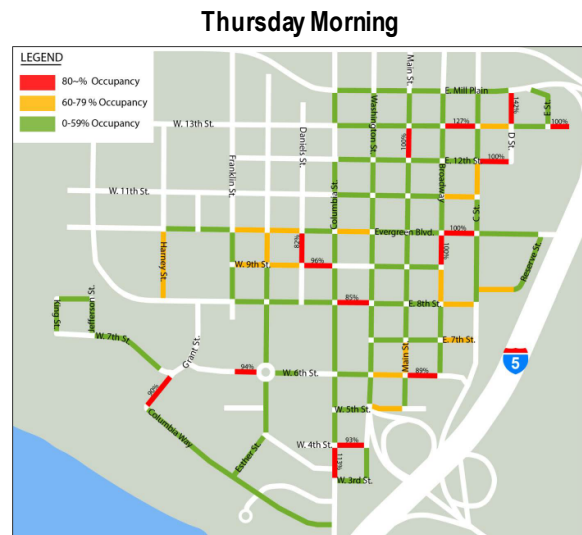 Thursday Morning
LEGEND
80~% Occupancy
60-79 % Occupancy
0-59% Occupancy
Main St.
E. Mill Plain
142%
E St.
W. 13th St.
Daniels St.
Washington St.
127%
100%
D St.
Franklin St.
100%
E. 12th St.
100%
Broadway
W. 11th St.
Columbia St.
C St.
Evergreen Blvd.
100%
Harney St.
82%
100%
W. 9th St.
96%
Reserve St.
King St.
Jefferson St.
85%
E. 8th St.
W. 7th St.
E. 7th St.
Grant St.
Main St.
5
94%
W. 6th St.
89%
90%
Columbia Way
W. 5th St.
Esther St.
W. 4th St.
93%
113%
W. 3rd St.